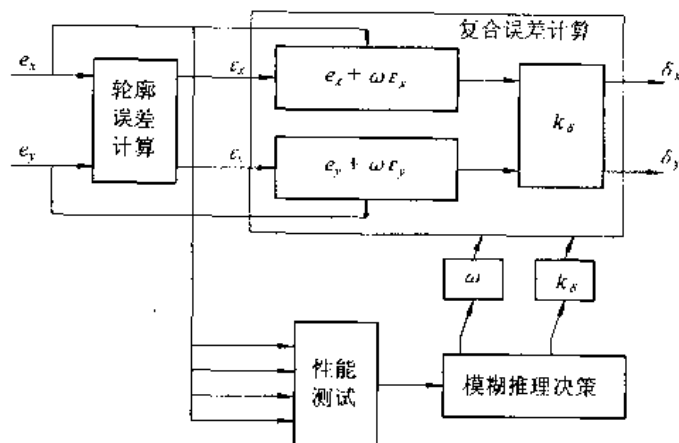 复合误差计算
e_x
ε_x
e_x + ωε_x
δ_x
轮廓
误差
计算
k_δ
e_y
ε_y
e_y + ωε_y
δ_y
ω
k_δ
性能
测试
模糊推理决策